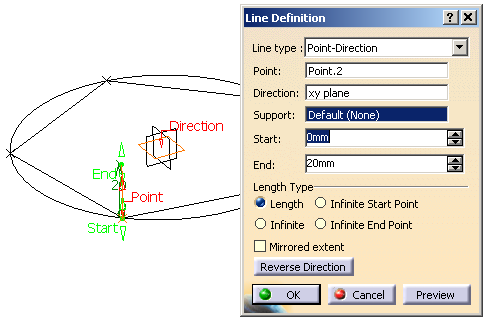 Line Definition
Line type : Point-Direction
Point: Point.2
Direction: xy plane
Support: Default (None)
Start: 0mm
End: 20mm
Length Type
Length Infinite Start Point
Infinite Infinite End Point
Mirrored extent
Reverse Direction
OK Cancel Preview
Direction
End
Point
Start